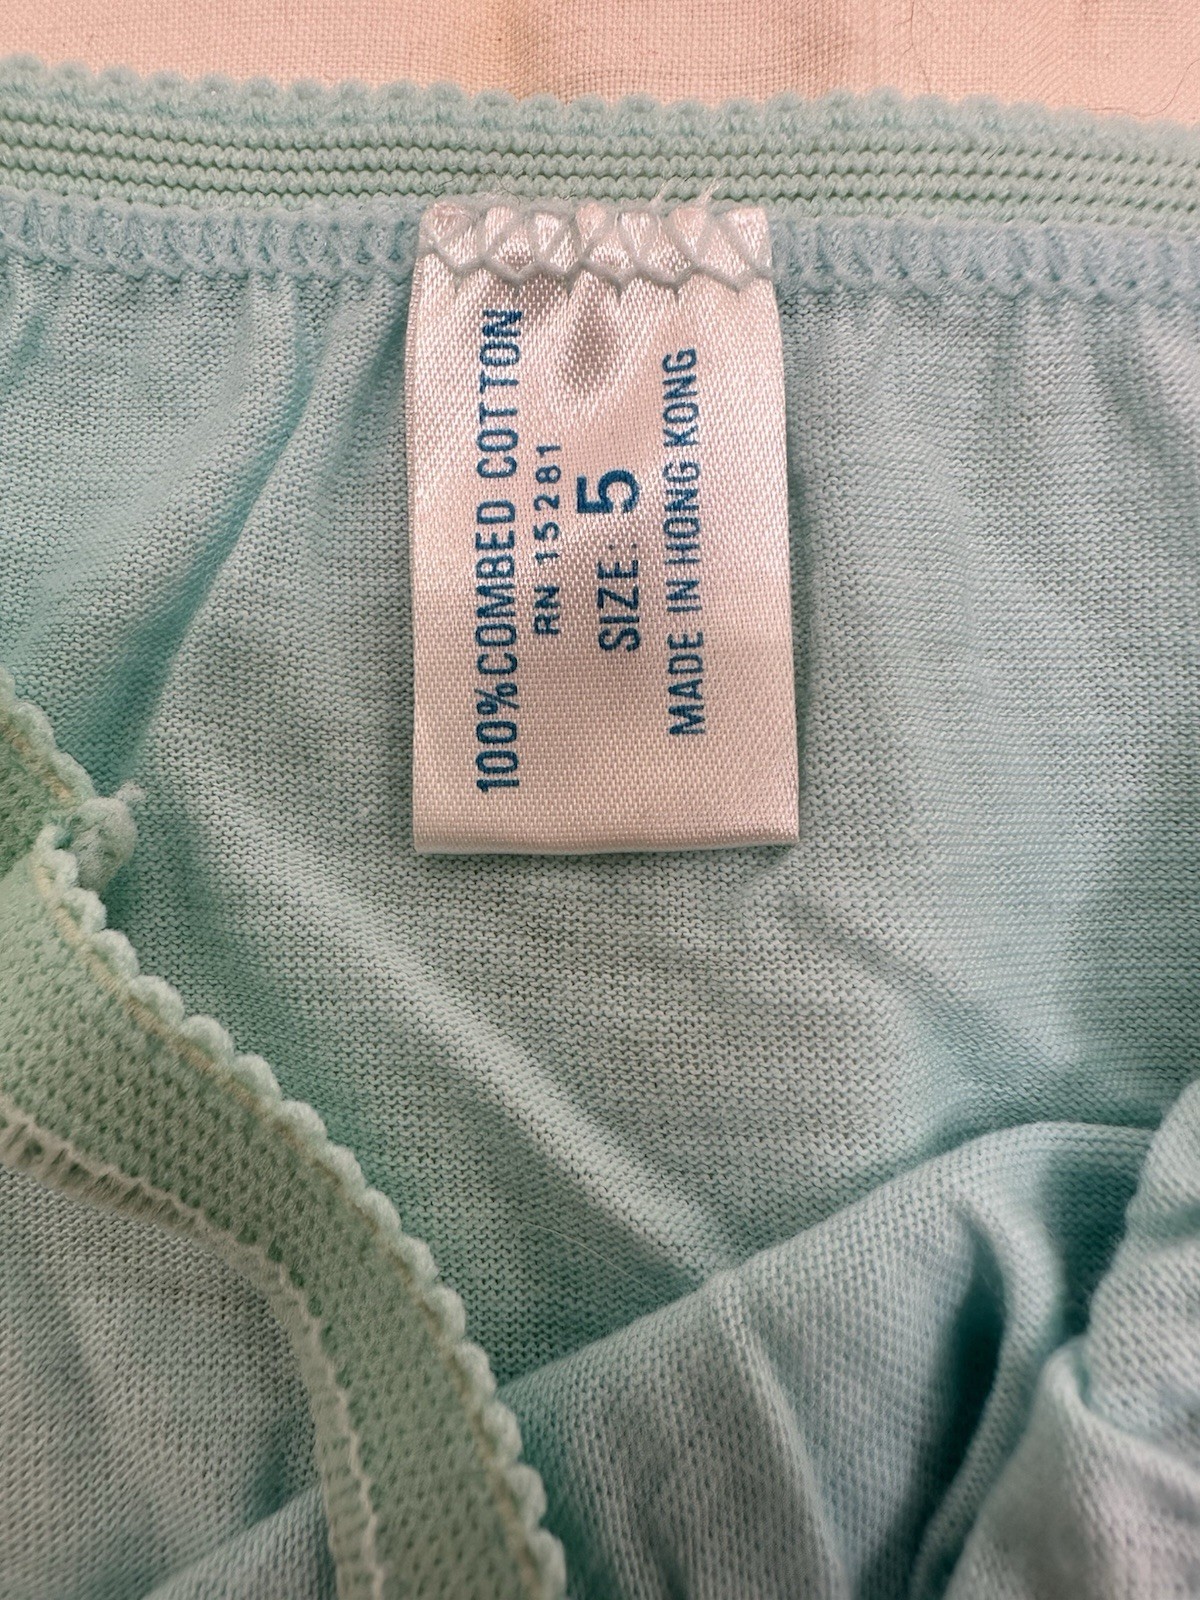 100% COMBED COTTON
RN 15281
SIZE: 5
MADE IN HONG KONG